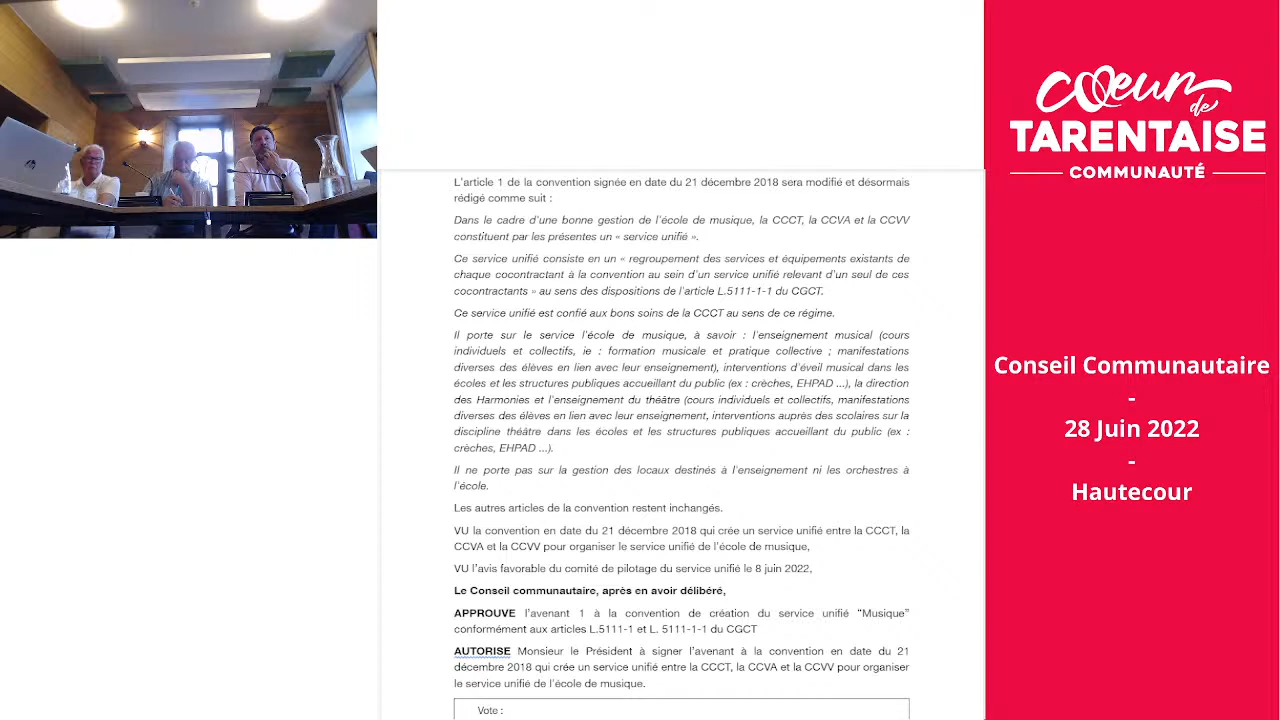 L'article 1 de la convention signée en date du 21 décembre 2018 sera modifié et désormais
rédigé comme suit :
Dans le cadre d'une bonne gestion de l'école de musique, la CCCT, la CCVA et la CCVV
constituent par les présentes un « service unifié ».
Ce service unifié consiste en un « regroupement des services et équipements existants de
chaque cocontractant à la convention au sein d'un service unifié relevant d'un seul de ces
cocontractants » au sens des dispositions de l'article L.5111-1-1 du CGCT.
Ce service unifié est confié aux bons soins de la CCCT au sens de ce régime.
Il porte sur le service l'école de musique, à savoir : l'enseignement musical (cours
individuels et collectifs, ie : formation musicale et pratique collective ; manifestations
diverses des élèves en lien avec leur enseignement), interventions d'éveil musical dans les
écoles et les structures publiques accueillant du public (ex : crèches, EHPAD ...), la direction
des Harmonies et l'enseignement du théâtre (cours individuels et collectifs, manifestations
diverses des élèves en lien avec leur enseignement, interventions auprès des scolaires sur la
discipline théâtre dans les écoles et les structures publiques accueillant du public (ex :
crèches, EHPAD ...).
Il ne porte pas sur la gestion des locaux destinés à l'enseignement ni les orchestres à
l'école.
Les autres articles de la convention restent inchangés.
VU la convention en date du 21 décembre 2018 qui crée un service unifié entre la CCCT, la
CCVA et la CCVV pour organiser le service unifié de l'école de musique,
VU l'avis favorable du comité de pilotage du service unifié le 8 juin 2022,
Le Conseil communautaire, après en avoir délibéré,
APPROUVE l'avenant 1 à la convention de création du service unifié “Musique”
conformément aux articles L.5111-1 et L. 5111-1-1 du CGCT
AUTORISE Monsieur le Président à signer l'avenant à la convention en date du 21
décembre 2018 qui crée un service unifié entre la CCCT, la CCVA et la CCVV pour organiser
le service unifié de l'école de musique.
Vote :
Cœur
de
TARENTAISE
COMMUNAUTÉ
Conseil Communautaire
-
28 Juin 2022
-
Hautecour